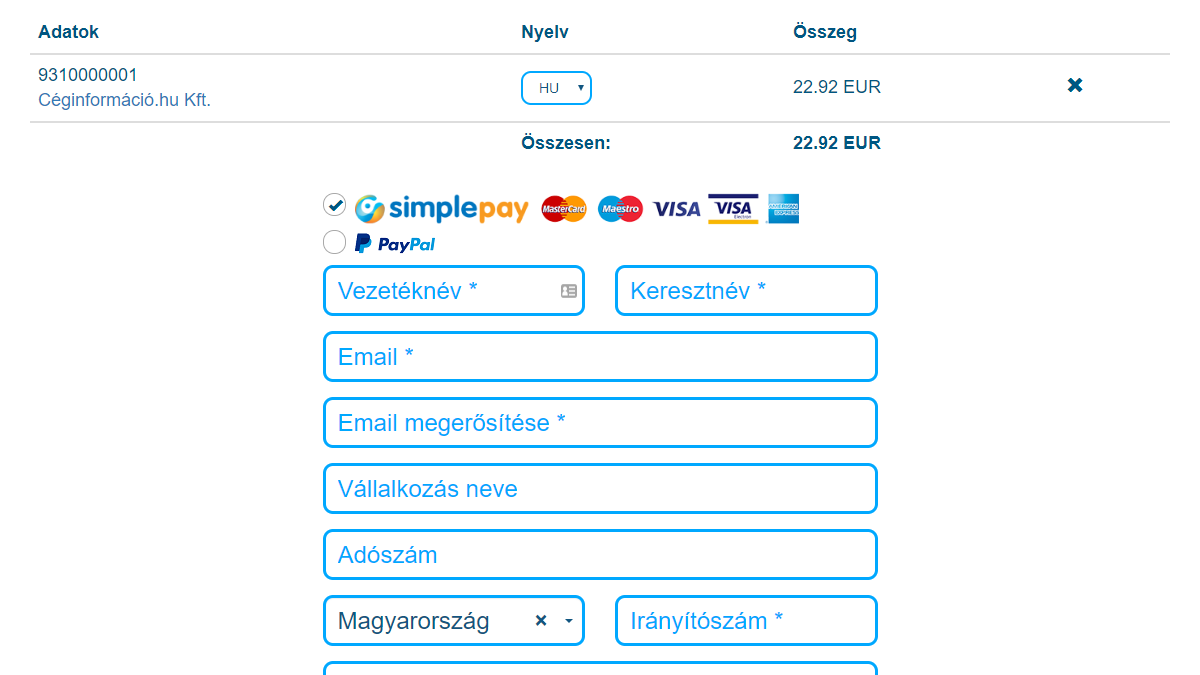 Adatok Nyelv Összeg
9310000001
Céginformáció.hu Kft. HU 22.92 EUR
Összesen: 22.92 EUR
simplepay MasterCard Maestro VISA VISA Electron AMERICAN EXPRESS
PayPal
Vezetéknév * Keresztnév *
Email *
Email megerősítése *
Vállalkozás neve
Adószám
Magyarország Irányítószám *